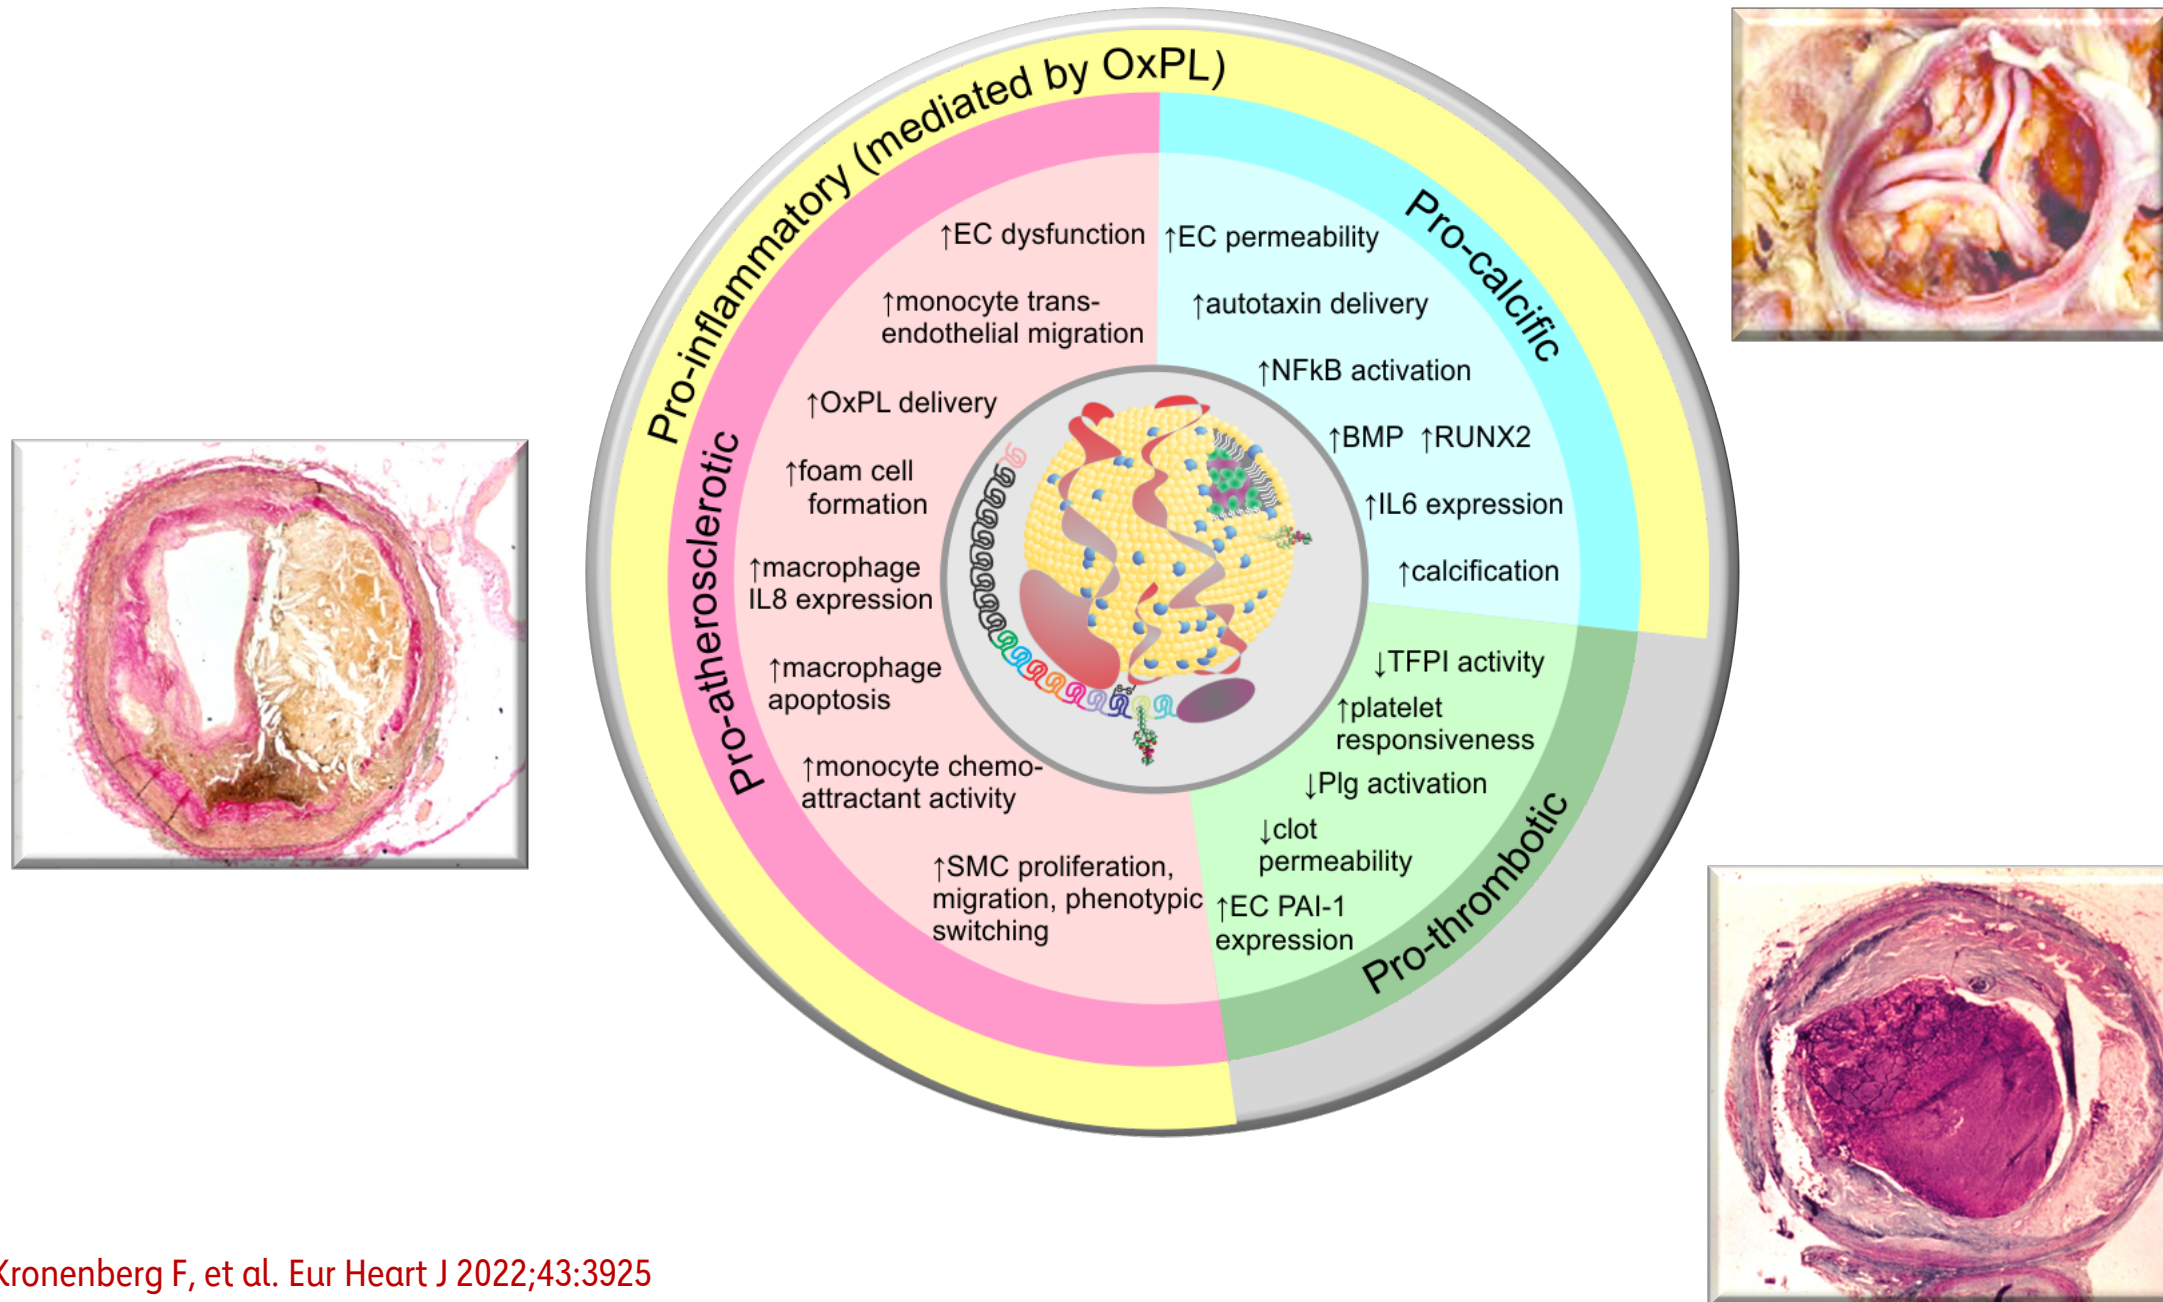 Pro-inflammatory (mediated by OxPL)
Pro-atherosclerotic
↑EC dysfunction
↑monocyte trans-
endothelial migration
↑OxPL delivery
↑foam cell
formation
↑macrophage
IL8 expression
↑macrophage
apoptosis
↑monocyte chemo-
attractant activity
↑SMC proliferation,
migration, phenotypic
switching
Pro-calcific
↑EC permeability
↑autotaxin delivery
↑NFkB activation
↑BMP ↑RUNX2
↑IL6 expression
↑calcification
Pro-thrombotic
↓TFPI activity
↑platelet
responsiveness
↓Plg activation
↓clot
permeability
↑EC PAI-1
expression
S-S
Kronenberg F, et al. Eur Heart J 2022;43:3925